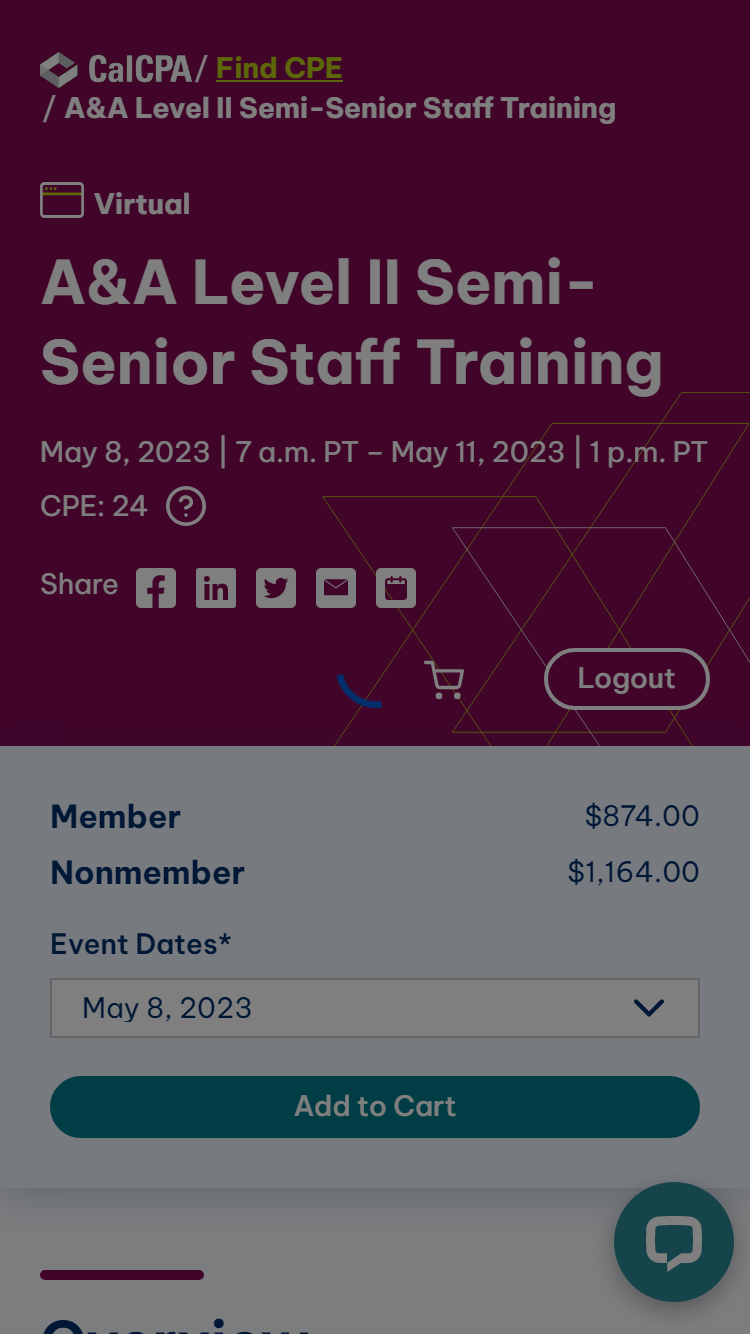 CalCPA / Find CPE
/ A&A Level II Semi-Senior Staff Training
Virtual
A&A Level II Semi-
Senior Staff Training
May 8, 2023 | 7 a.m. PT – May 11, 2023 | 1 p.m. PT
CPE: 24 ?
Share
Logout
Member $874.00
Nonmember $1,164.00
Event Dates*
May 8, 2023
Add to Cart
Overview